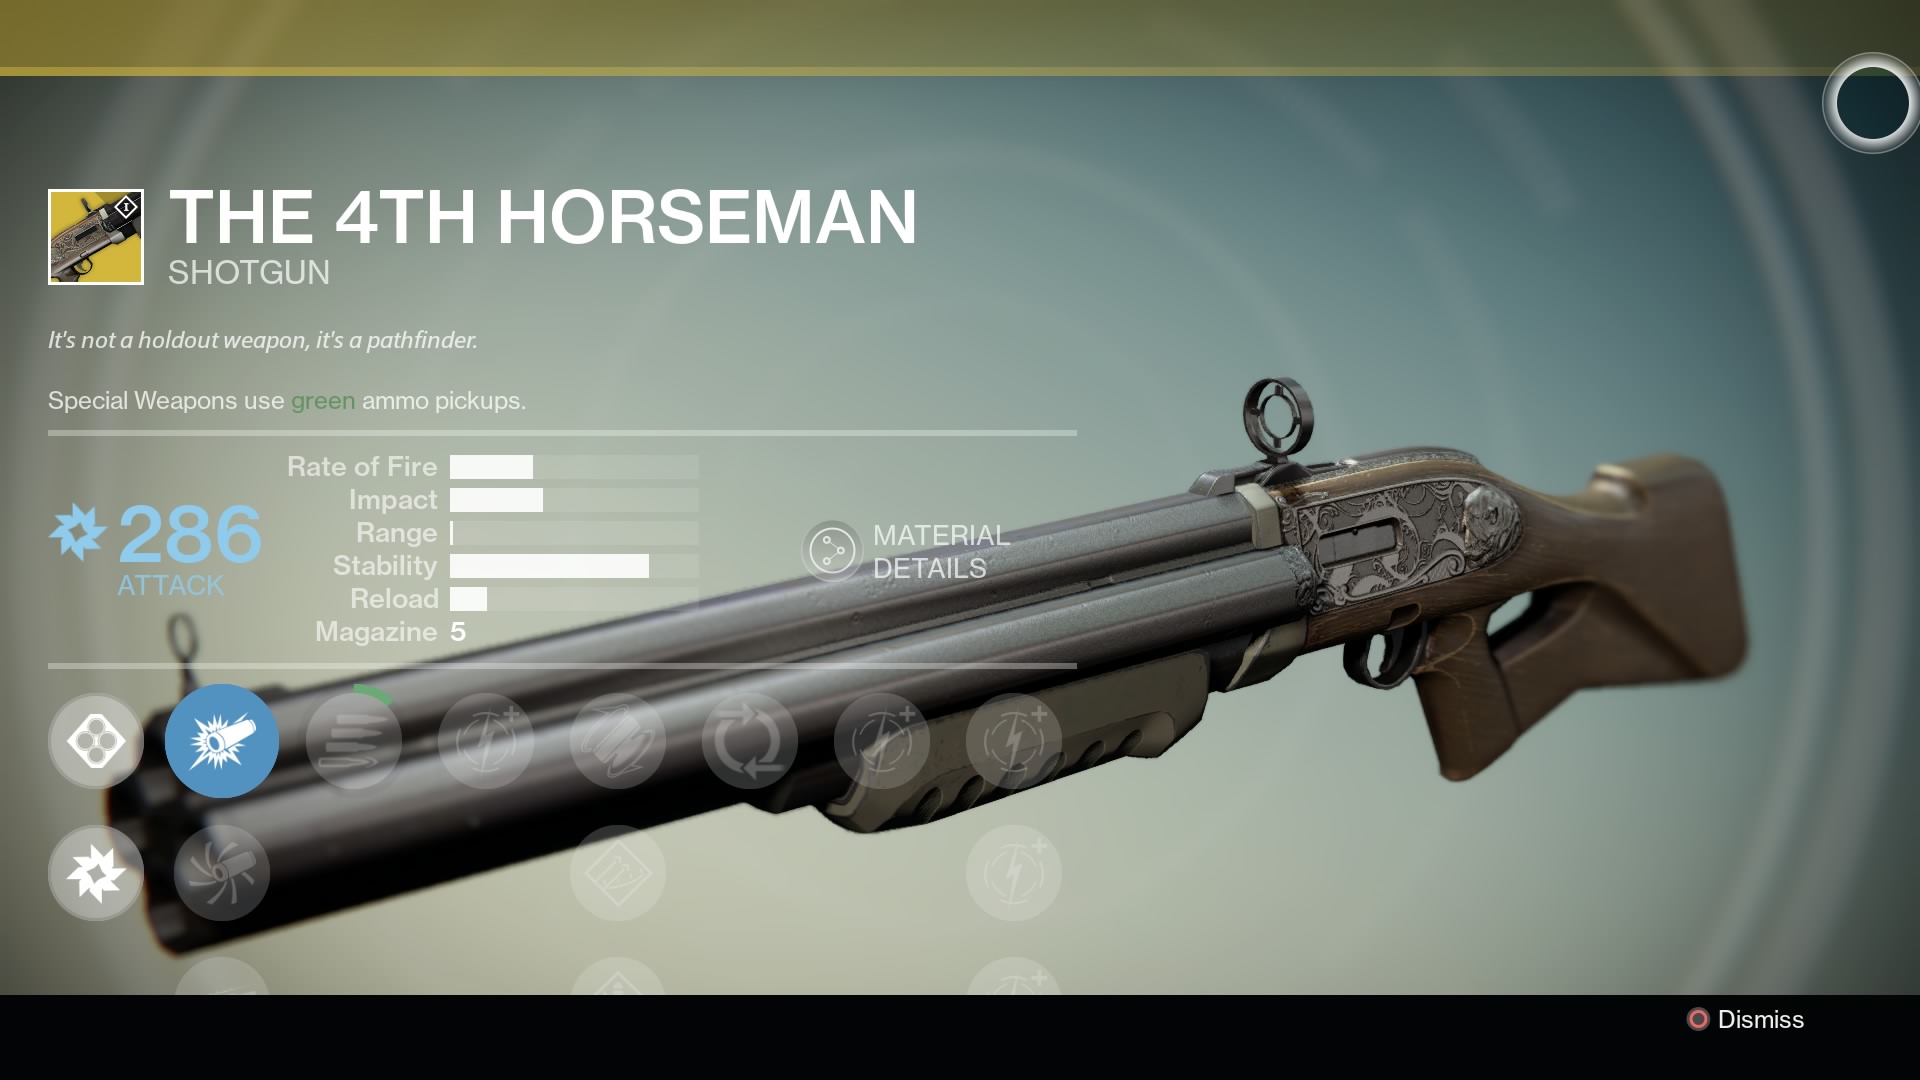 THE 4TH HORSEMAN
SHOTGUN
It's not a holdout weapon, it's a pathfinder.
Special Weapons use green ammo pickups.
286
ATTACK
Rate of Fire
Impact
Range
Stability
Reload
Magazine 5
MATERIAL
DETAILS
Dismiss